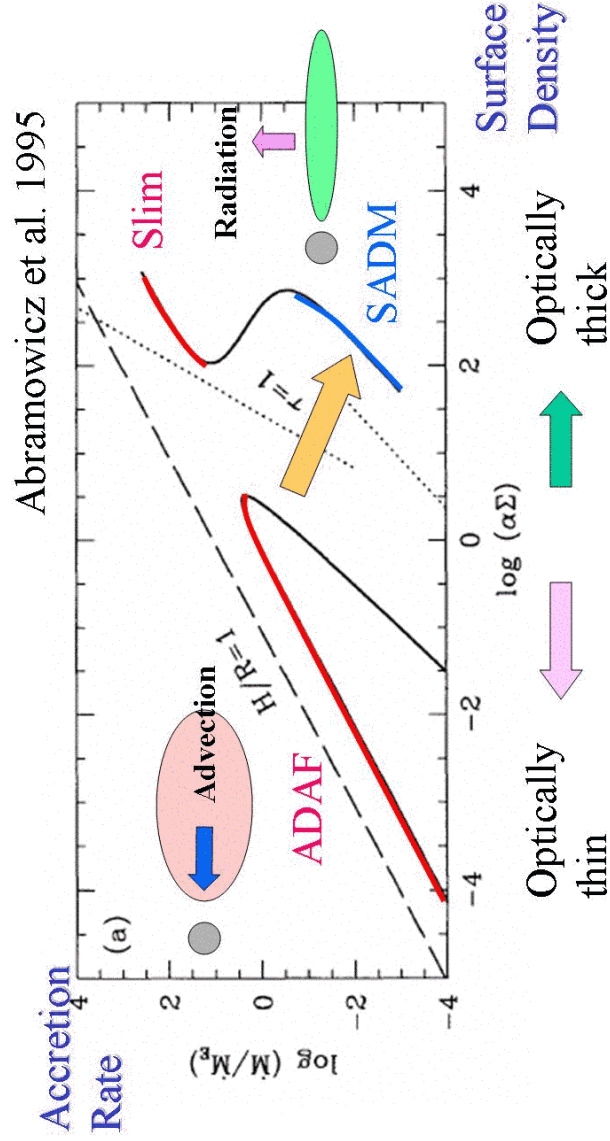 Abramowicz et al. 1995
Accretion
Rate
log (Ṁ/Ṁ_E)
4
2
0
−2
−4
(a)
Advection
ADAF
H/R=1
τ=1
Slim
Radiation
SADM
−4
−2
0
2
4
log (αΣ)
Surface
Density
Optically
thin
Optically
thick